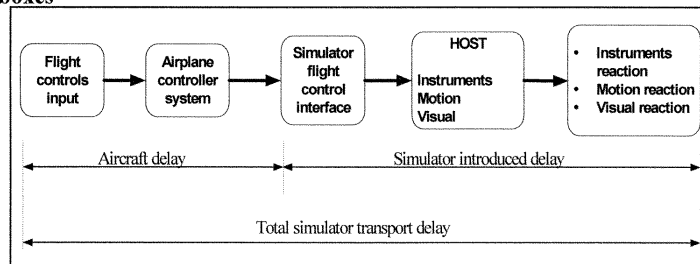 boxes
Flight
controls
input
Airplane
controller
system
Simulator
flight
control
interface
HOST
Instruments
Motion
Visual
• Instruments
reaction
• Motion reaction
• Visual reaction
Aircraft delay
Simulator introduced delay
Total simulator transport delay